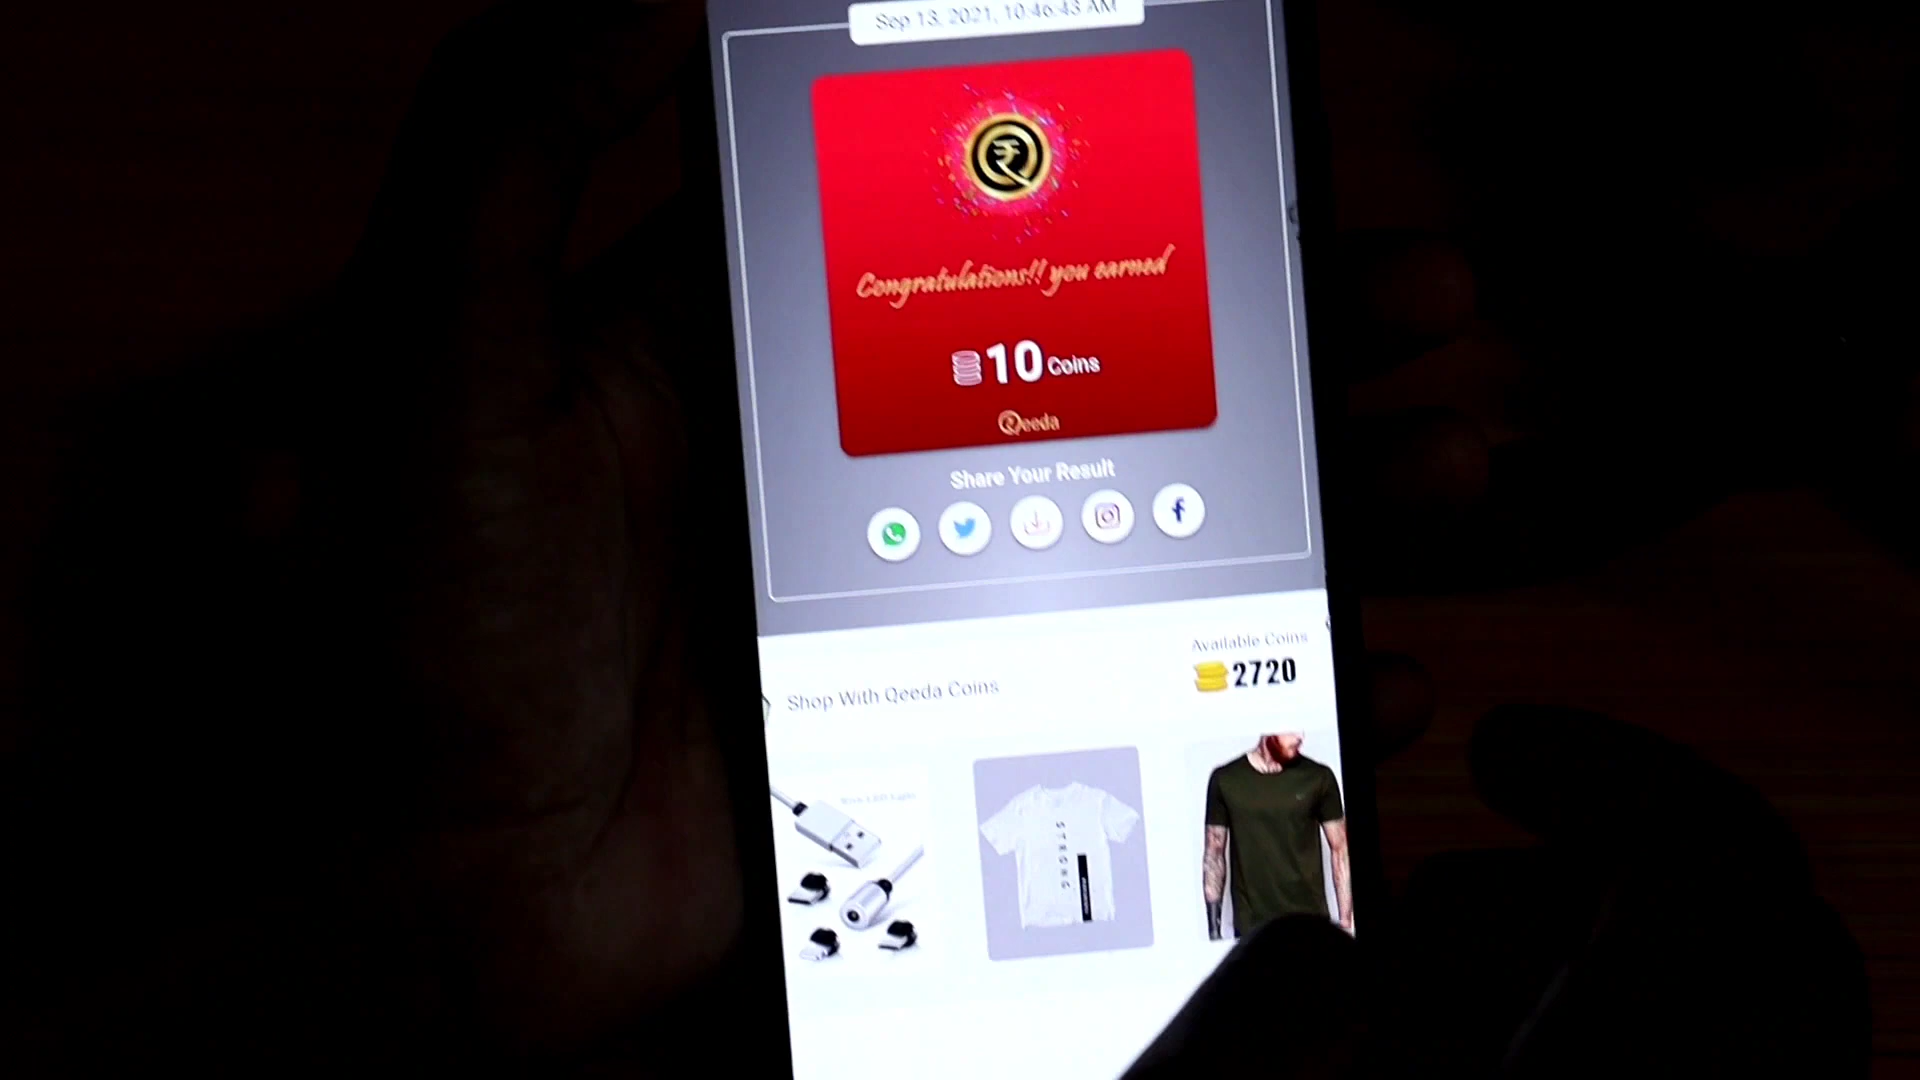 Sep 13, 2021, 10:46:43 AM
Congratulations!! you earned
10 Coins
Qeeda
Share Your Result
Available Coins
2720
Shop With Qeeda Coins
STRONG